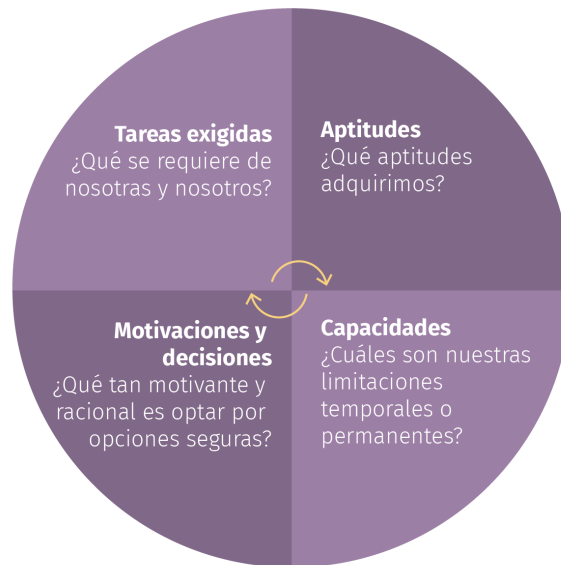 Tareas exigidas
¿Qué se requiere de
nosotras y nosotros?
Aptitudes
¿Qué aptitudes
adquirimos?
Motivaciones y
decisiones
¿Qué tan motivante y
racional es optar por
opciones seguras?
Capacidades
¿Cuáles son nuestras
limitaciones
temporales o
permanentes?